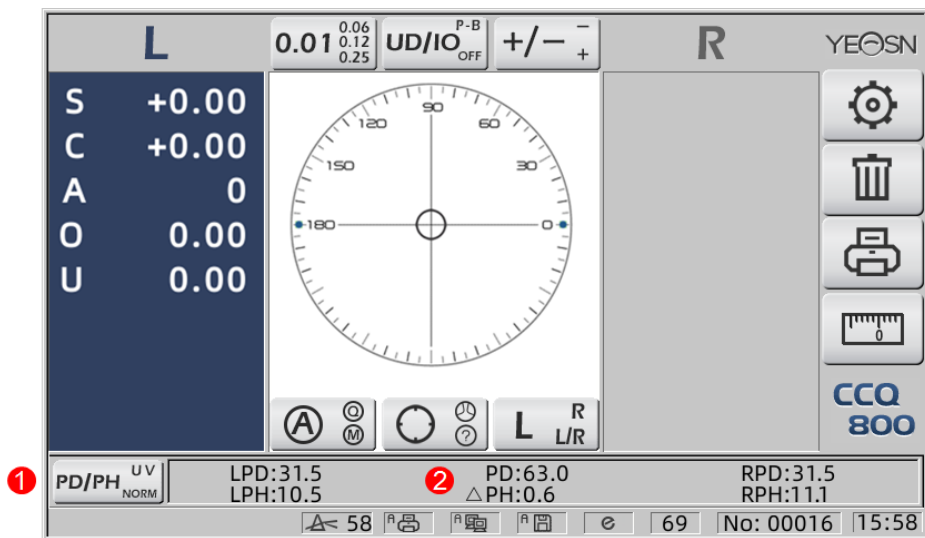 L
0.01 0.06 0.12 0.25
UD/IO P-B OFF
+/− − +
R
YEOSN
S +0.00
C +0.00
A 0
O 0.00
U 0.00
90
120 60
150 30
180 0
0
A Q M
?
L R L/R
CCQ
800
1
PD/PH UV NORM
LPD:31.5 PD:63.0 RPD:31.5
2
LPH:10.5 △PH:0.6 RPH:11.1
A 58 A A A e 69 No: 00016 15:58